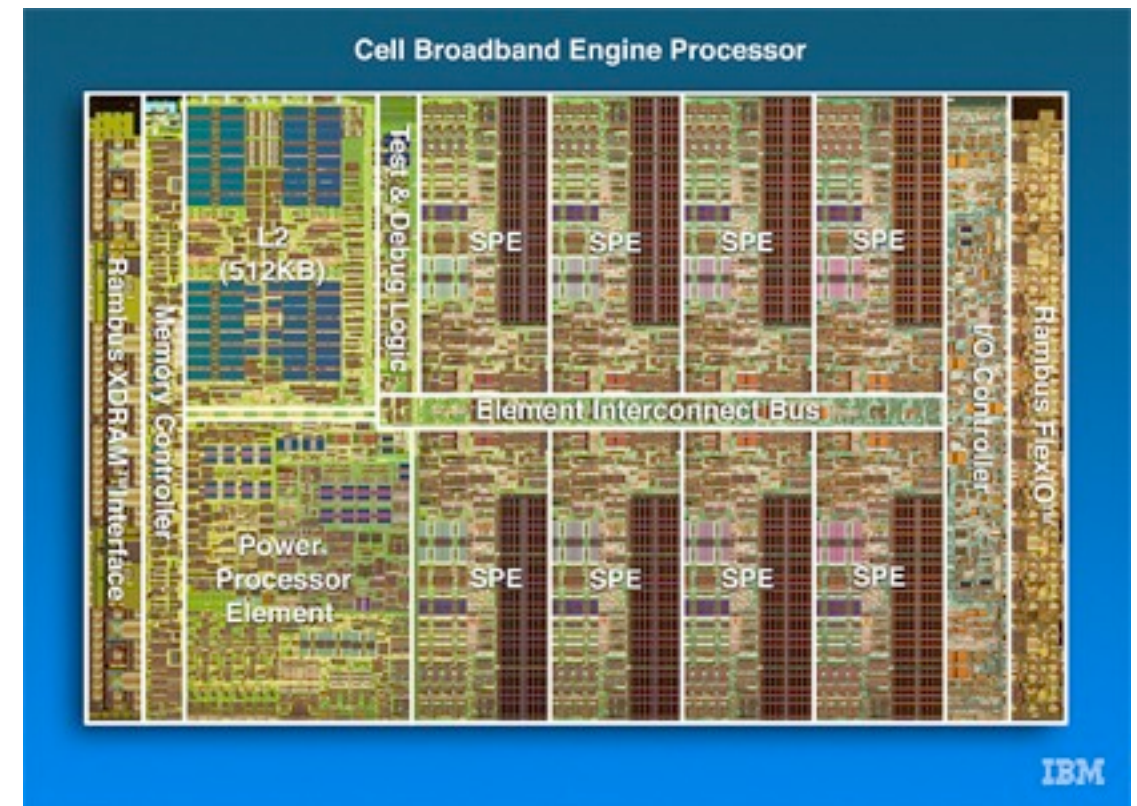 Cell Broadband Engine Processor
Rambus XDRAM™ Interface
Memory Controller
L2
(512KB)
Test & Debug Logic
SPE
SPE
SPE
SPE
Element Interconnect Bus
Power
Processor
Element
SPE
SPE
SPE
SPE
I/O Controller
Rambus FlexIO™
IBM